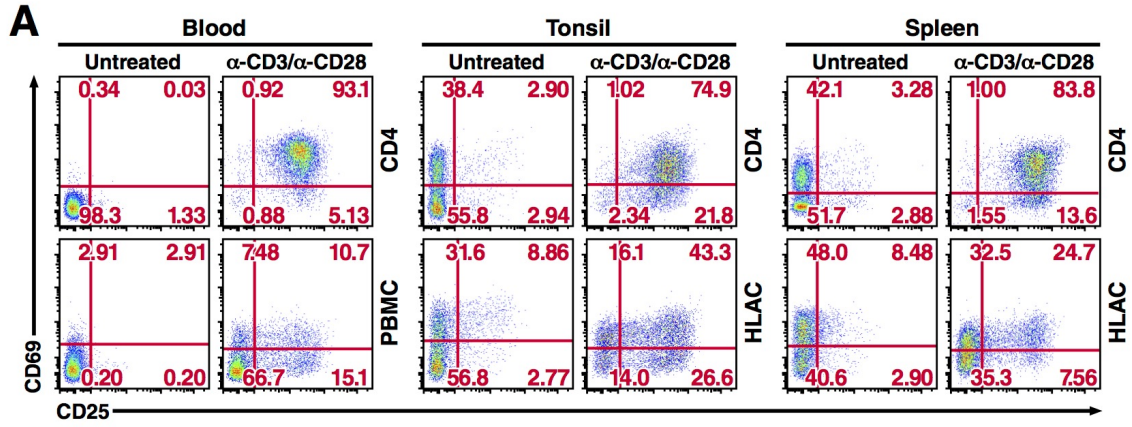 A
Blood Tonsil Spleen
Untreated α-CD3/α-CD28 Untreated α-CD3/α-CD28 Untreated α-CD3/α-CD28
0.34 0.03 0.92 93.1 38.4 2.90 1.02 74.9 42.1 3.28 1.00 83.8
CD4 CD4 CD4
98.3 1.33 0.88 5.13 55.8 2.94 2.34 21.8 51.7 2.88 1.55 13.6
2.91 2.91 7.48 10.7 31.6 8.86 16.1 43.3 48.0 8.48 32.5 24.7
PBMC HLAC HLAC
0.20 0.20 66.7 15.1 56.8 2.77 14.0 26.6 40.6 2.90 35.3 7.56
CD69
CD25